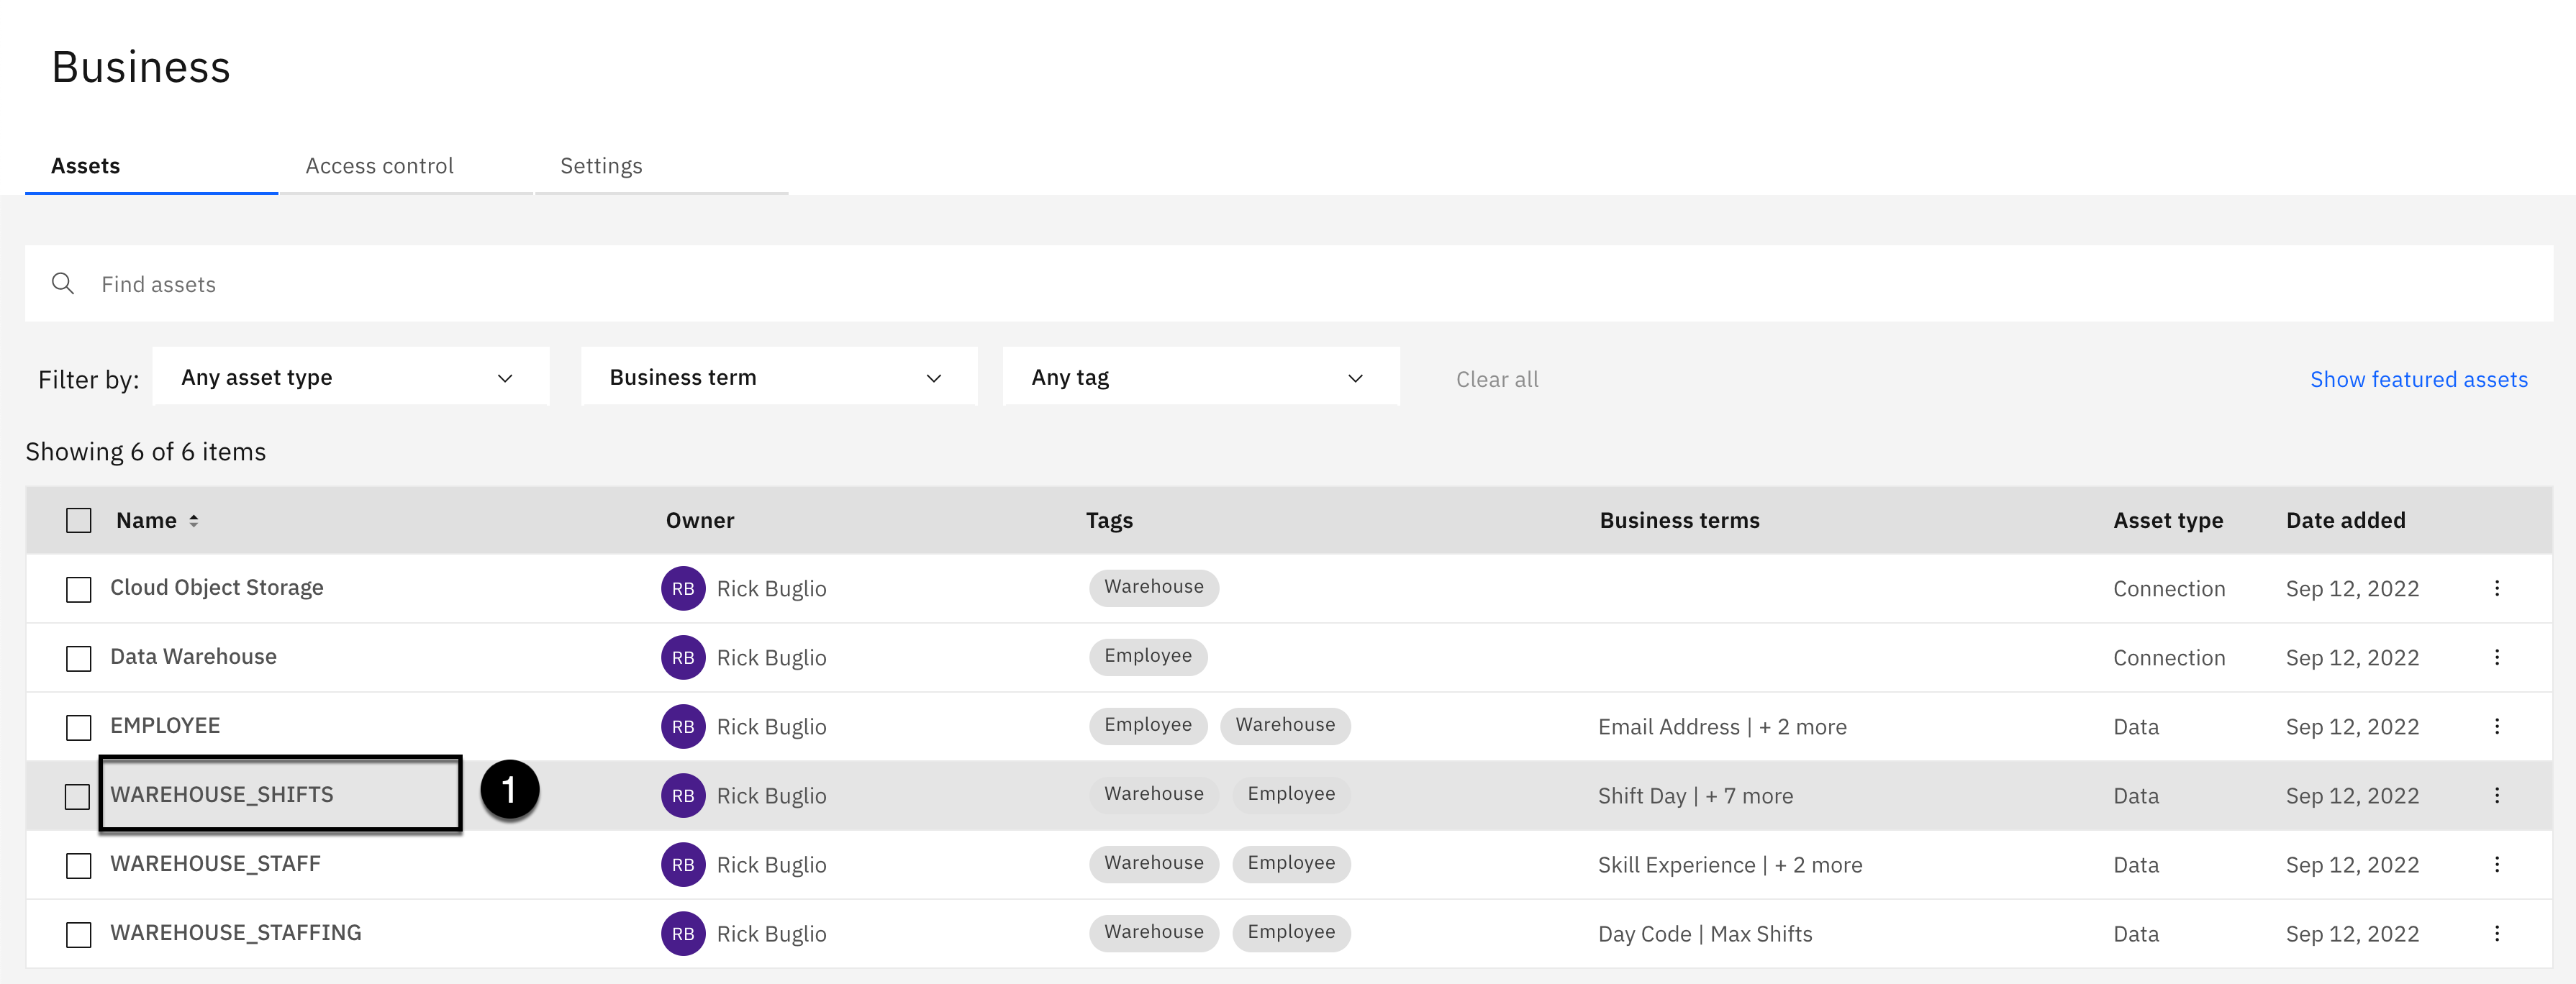 Business
Assets Access control Settings
Find assets
Filter by: Any asset type Business term Any tag Clear all Show featured assets
Showing 6 of 6 items
Name Owner Tags Business terms Asset type Date added
Cloud Object Storage RB Rick Buglio Warehouse Connection Sep 12, 2022
Data Warehouse RB Rick Buglio Employee Connection Sep 12, 2022
EMPLOYEE RB Rick Buglio Employee Warehouse Email Address | + 2 more Data Sep 12, 2022
WAREHOUSE_SHIFTS 1 RB Rick Buglio Warehouse Employee Shift Day | + 7 more Data Sep 12, 2022
WAREHOUSE_STAFF RB Rick Buglio Warehouse Employee Skill Experience | + 2 more Data Sep 12, 2022
WAREHOUSE_STAFFING RB Rick Buglio Warehouse Employee Day Code | Max Shifts Data Sep 12, 2022